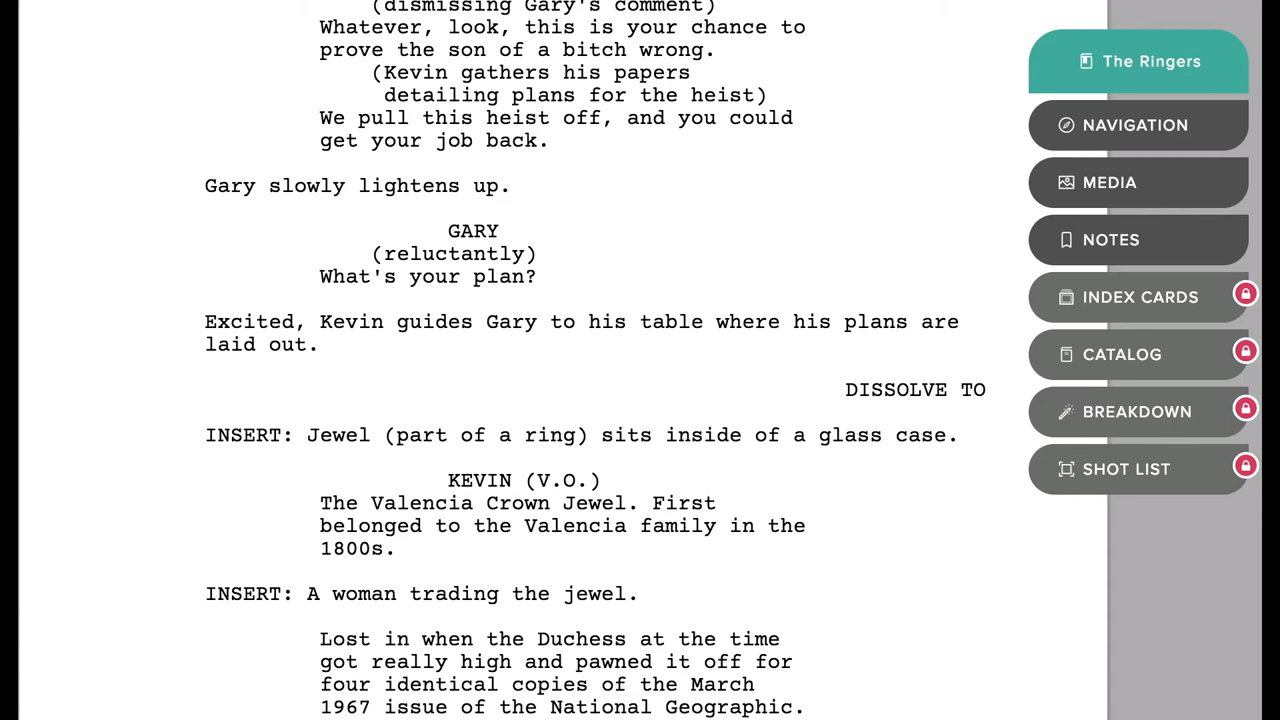 (dismissing Gary's comment)
Whatever, look, this is your chance to
prove the son of a bitch wrong.
(Kevin gathers his papers
detailing plans for the heist)
We pull this heist off, and you could
get your job back.
Gary slowly lightens up.
GARY
(reluctantly)
What's your plan?
Excited, Kevin guides Gary to his table where his plans are
laid out.
DISSOLVE TO
INSERT: Jewel (part of a ring) sits inside of a glass case.
KEVIN (V.O.)
The Valencia Crown Jewel. First
belonged to the Valencia family in the
1800s.
INSERT: A woman trading the jewel.
Lost in when the Duchess at the time
got really high and pawned it off for
four identical copies of the March
1967 issue of the National Geographic.
The Ringers
NAVIGATION
MEDIA
NOTES
INDEX CARDS
CATALOG
BREAKDOWN
SHOT LIST